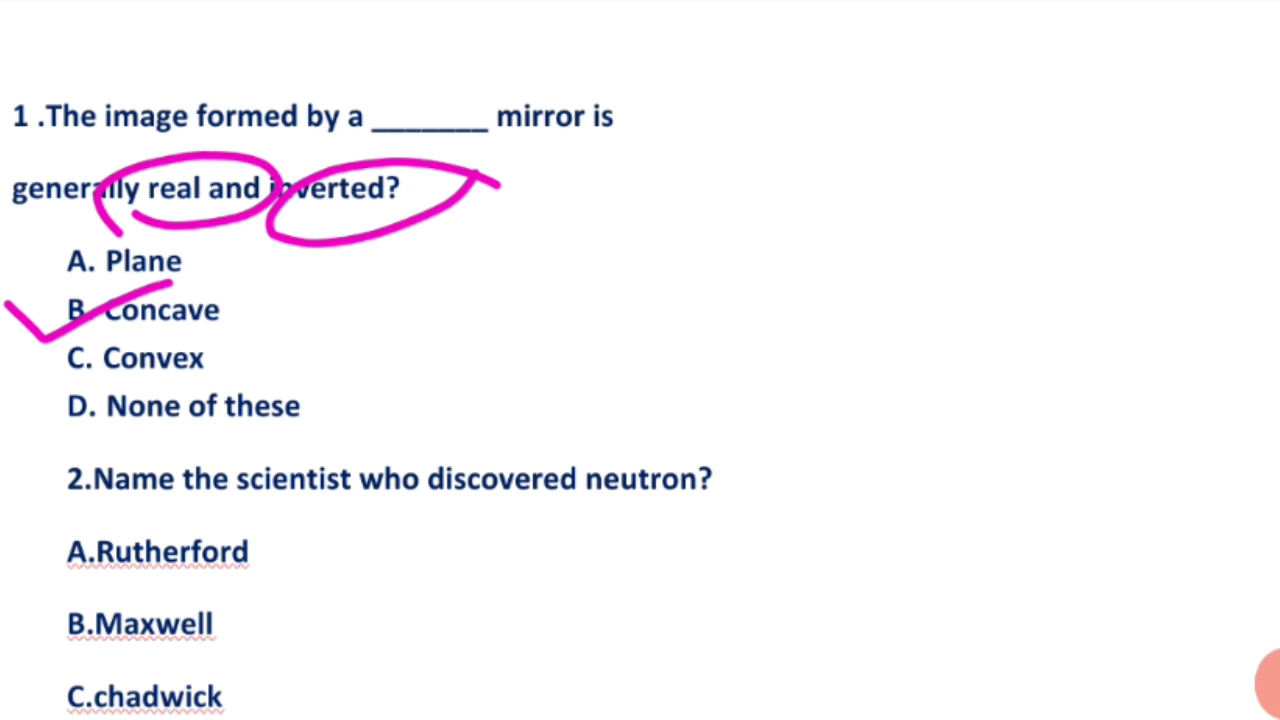 1 .The image formed by a _______ mirror is
generally real and inverted?
A. Plane
B. Concave
C. Convex
D. None of these
2.Name the scientist who discovered neutron?
A.Rutherford
B.Maxwell
C.chadwick